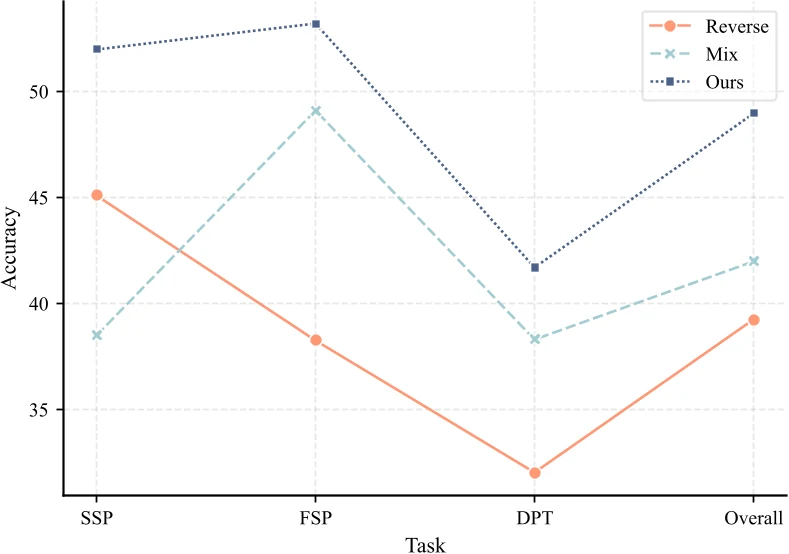 Reverse
Mix
Ours
Accuracy
50
45
40
35
SSP FSP DPT Overall
Task